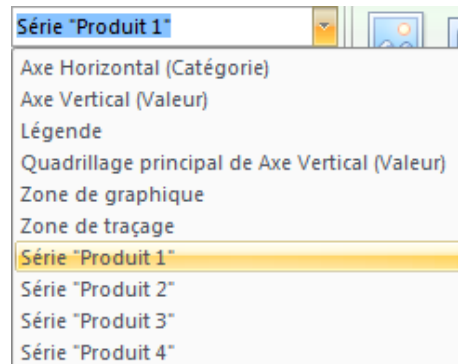 Série "Produit 1"
Axe Horizontal (Catégorie)
Axe Vertical (Valeur)
Légende
Quadrillage principal de Axe Vertical (Valeur)
Zone de graphique
Zone de traçage
Série "Produit 1"
Série "Produit 2"
Série "Produit 3"
Série "Produit 4"